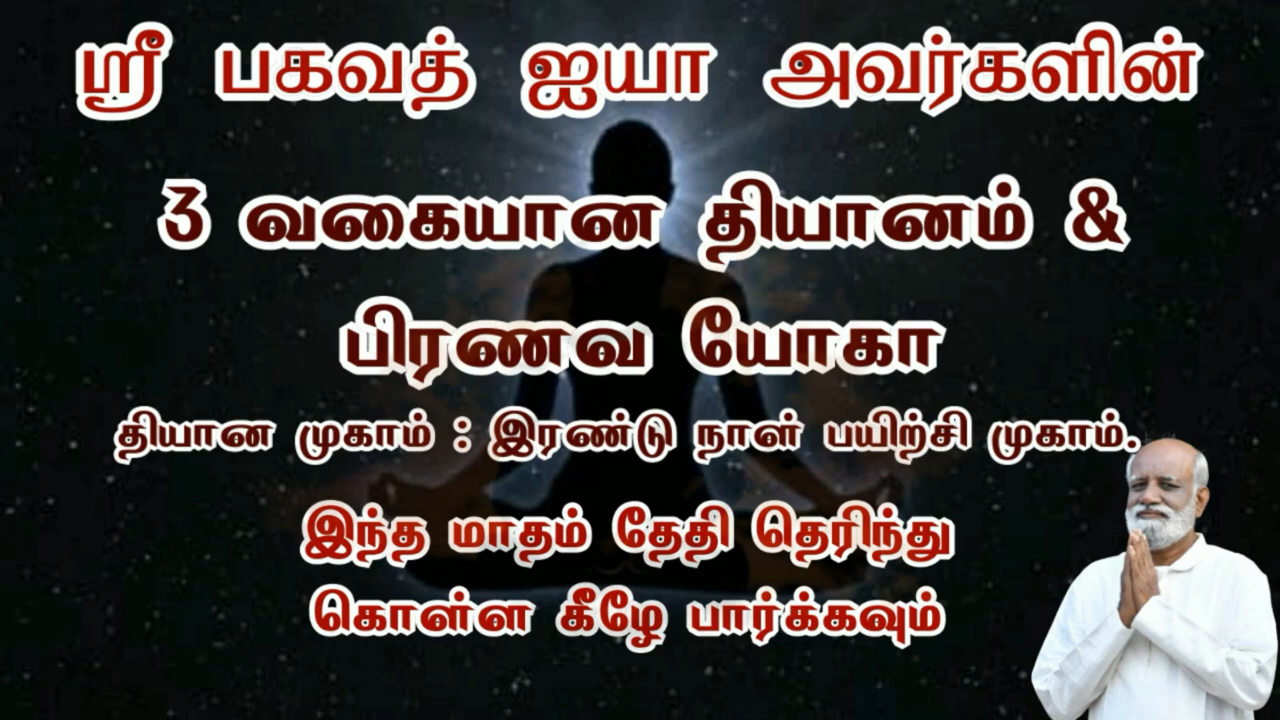 ஸ்ரீ பகவத் ஐயா அவர்களின்
3 வகையான தியானம் &
பிரணவ யோகா
தியான முகாம் : இரண்டு நாள் பயிற்சி முகாம்.
இந்த மாதம் தேதி தெரிந்து
கொள்ள கீழே பார்க்கவும்